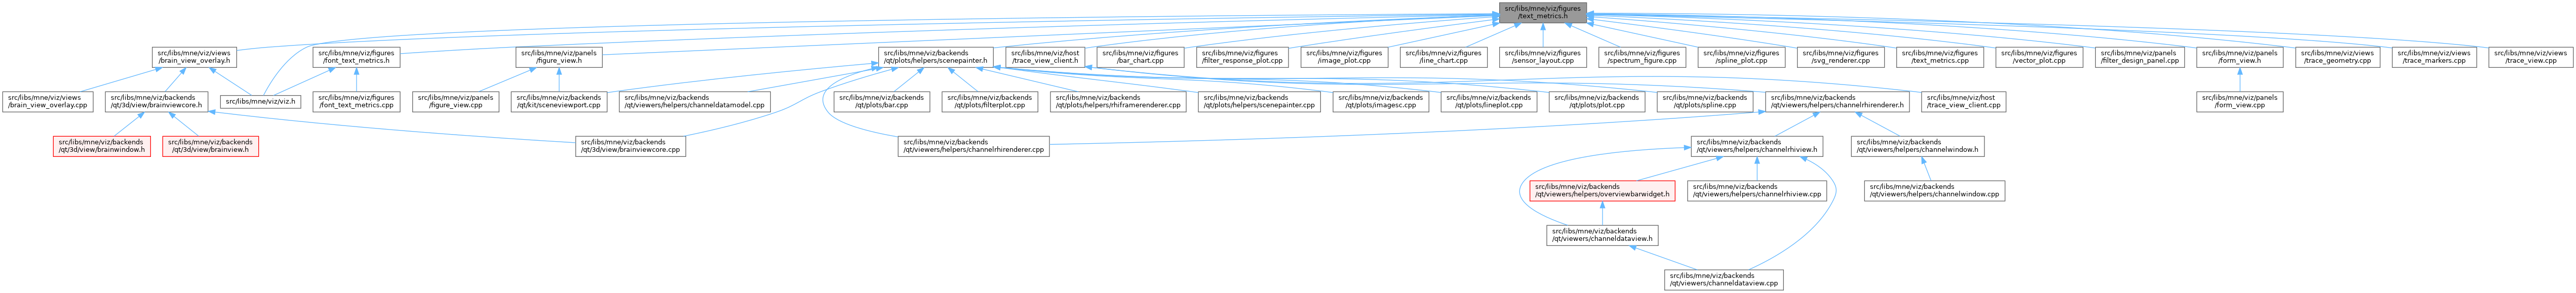 src/libs/mne/viz/figures
/text_metrics.h
src/libs/mne/viz/views
/brain_view_overlay.h
src/libs/mne/viz/figures
/font_text_metrics.h
src/libs/mne/viz/panels
/figure_view.h
src/libs/mne/viz/backends
/qt/plots/helpers/scenepainter.h
src/libs/mne/viz/host
/trace_view_client.h
src/libs/mne/viz/figures
/bar_chart.cpp
src/libs/mne/viz/figures
/filter_response_plot.cpp
src/libs/mne/viz/figures
/image_plot.cpp
src/libs/mne/viz/figures
/line_chart.cpp
src/libs/mne/viz/figures
/sensor_layout.cpp
src/libs/mne/viz/figures
/spectrum_figure.cpp
src/libs/mne/viz/figures
/spline_plot.cpp
src/libs/mne/viz/figures
/svg_renderer.cpp
src/libs/mne/viz/figures
/text_metrics.cpp
src/libs/mne/viz/figures
/vector_plot.cpp
src/libs/mne/viz/panels
/filter_design_panel.cpp
src/libs/mne/viz/panels
/form_view.h
src/libs/mne/viz/views
/trace_geometry.cpp
src/libs/mne/viz/views
/trace_markers.cpp
src/libs/mne/viz/views
/trace_view.cpp
src/libs/mne/viz/views
/brain_view_overlay.cpp
src/libs/mne/viz/backends
/qt/3d/view/brainviewcore.h
src/libs/mne/viz/viz.h
src/libs/mne/viz/figures
/font_text_metrics.cpp
src/libs/mne/viz/panels
/figure_view.cpp
src/libs/mne/viz/backends
/qt/kit/sceneviewport.cpp
src/libs/mne/viz/backends
/qt/viewers/helpers/channeldatamodel.cpp
src/libs/mne/viz/backends
/qt/plots/bar.cpp
src/libs/mne/viz/backends
/qt/plots/filterplot.cpp
src/libs/mne/viz/backends
/qt/plots/helpers/rhiframerenderer.cpp
src/libs/mne/viz/backends
/qt/plots/helpers/scenepainter.cpp
src/libs/mne/viz/backends
/qt/plots/imagesc.cpp
src/libs/mne/viz/backends
/qt/plots/lineplot.cpp
src/libs/mne/viz/backends
/qt/plots/plot.cpp
src/libs/mne/viz/backends
/qt/plots/spline.cpp
src/libs/mne/viz/backends
/qt/viewers/helpers/channelrhirenderer.h
src/libs/mne/viz/host
/trace_view_client.cpp
src/libs/mne/viz/panels
/form_view.cpp
src/libs/mne/viz/backends
/qt/3d/view/brainwindow.h
src/libs/mne/viz/backends
/qt/3d/view/brainview.h
src/libs/mne/viz/backends
/qt/3d/view/brainviewcore.cpp
src/libs/mne/viz/backends
/qt/viewers/helpers/channelrhirenderer.cpp
src/libs/mne/viz/backends
/qt/viewers/helpers/channelrhiview.h
src/libs/mne/viz/backends
/qt/viewers/helpers/channelwindow.h
src/libs/mne/viz/backends
/qt/viewers/helpers/overviewbarwidget.h
src/libs/mne/viz/backends
/qt/viewers/helpers/channelrhiview.cpp
src/libs/mne/viz/backends
/qt/viewers/helpers/channelwindow.cpp
src/libs/mne/viz/backends
/qt/viewers/channeldataview.h
src/libs/mne/viz/backends
/qt/viewers/channeldataview.cpp